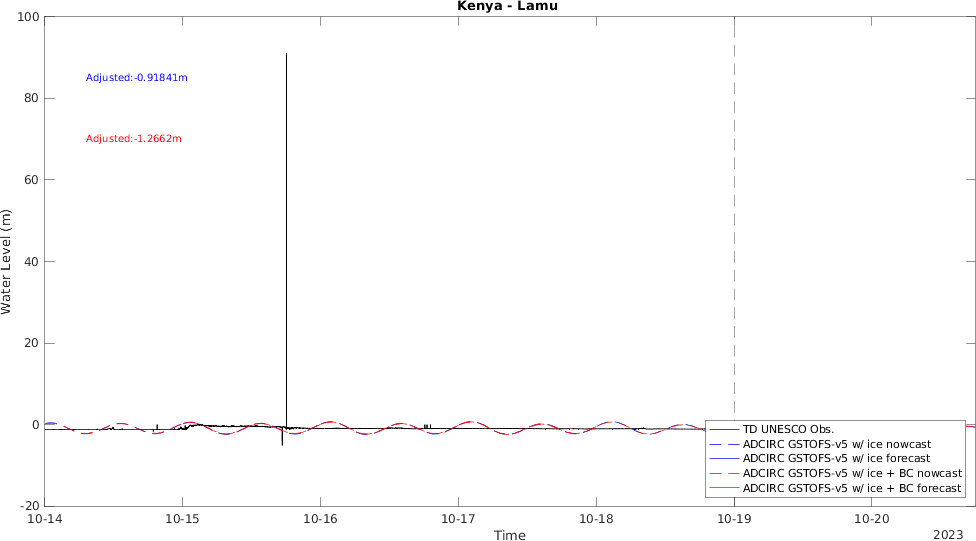 Kenya - Lamu
100
80
60
40
20
0
-20
Water Level (m)
Adjusted:-0.91841m
Adjusted:-1.2662m
TD UNESCO Obs.
ADCIRC GSTOFS-v5 w/ ice nowcast
ADCIRC GSTOFS-v5 w/ ice forecast
ADCIRC GSTOFS-v5 w/ ice + BC nowcast
ADCIRC GSTOFS-v5 w/ ice + BC forecast
10-14 10-15 10-16 10-17 10-18 10-19 10-20
Time
2023